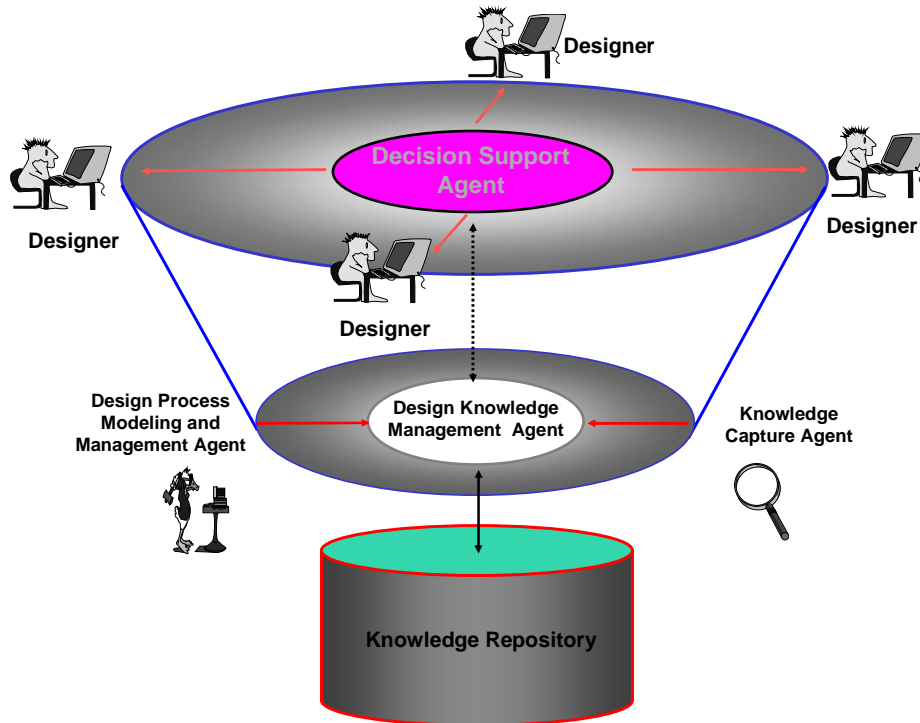 Designer
Decision Support
Agent
Designer
Designer
Designer
Design Process
Modeling and
Management Agent
Design Knowledge
Management Agent
Knowledge
Capture Agent
Knowledge Repository